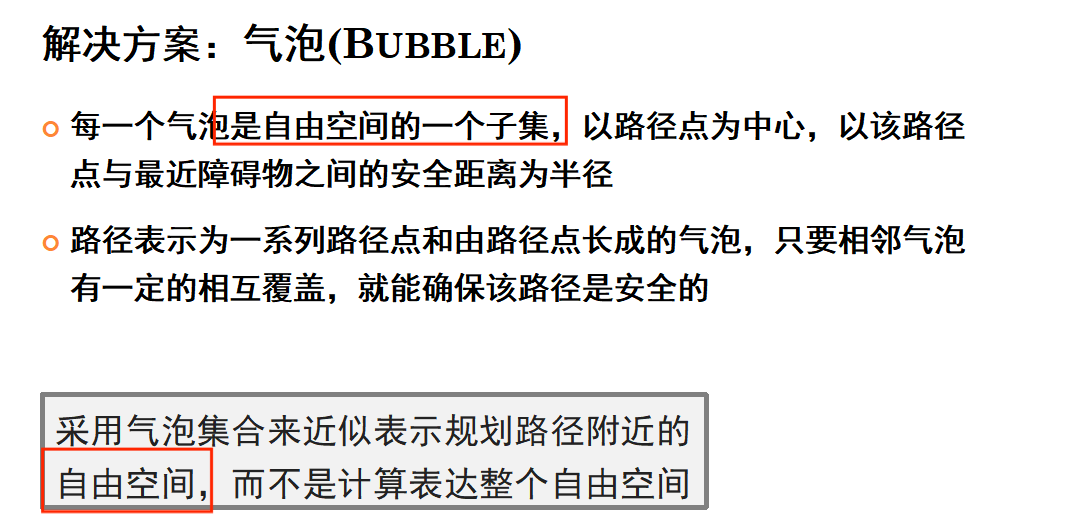 解决方案：气泡(BUBBLE)
每一个气泡是自由空间的一个子集，以路径点为中心，以该路径
点与最近障碍物之间的安全距离为半径
路径表示为一系列路径点和由路径点长成的气泡，只要相邻气泡
有一定的相互覆盖，就能确保该路径是安全的
采用气泡集合来近似表示规划路径附近的
自由空间，而不是计算表达整个自由空间